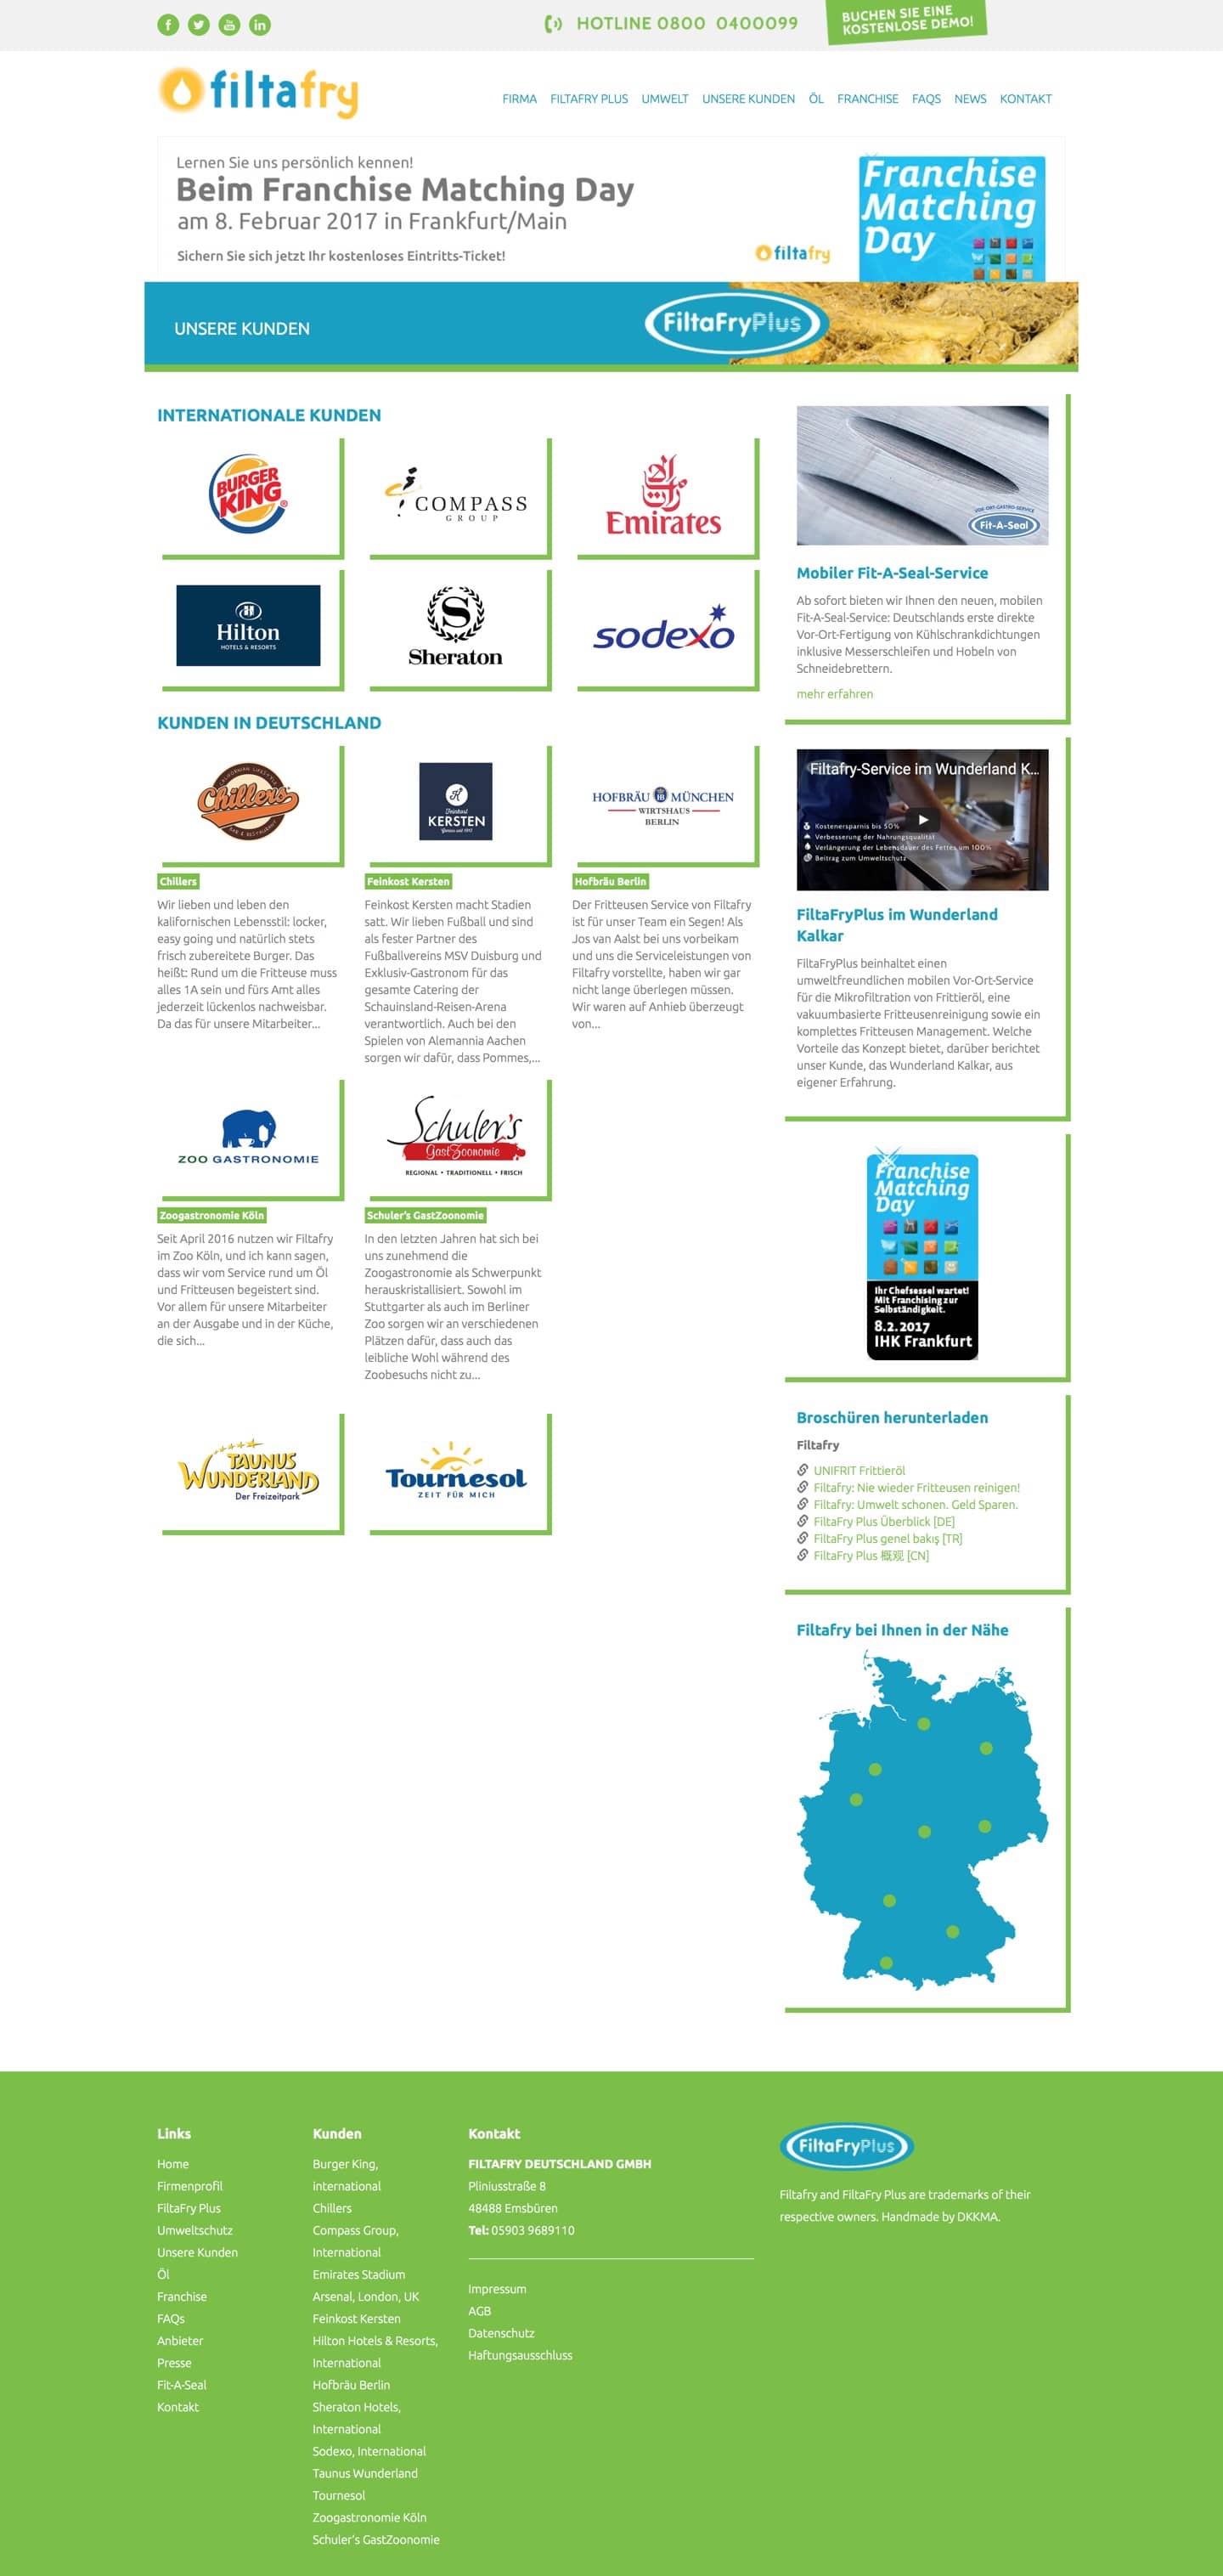 HOTLINE 0800 0400099
BUCHEN SIE EINE
KOSTENLOSE DEMO!
filtafry
FIRMA FILTAFRY PLUS UMWELT UNSERE KUNDEN ÖL FRANCHISE FAQS NEWS KONTAKT
Lernen Sie uns persönlich kennen!
Beim Franchise Matching Day
am 8. Februar 2017 in Frankfurt/Main
Sichern Sie sich jetzt Ihr kostenloses Eintritts-Ticket!
filtafry
Franchise
Matching
Day
UNSERE KUNDEN
FiltaFryPlus
INTERNATIONALE KUNDEN
BURGER
KING
COMPASS
GROUP
Emirates
Hilton
HOTELS & RESORTS
S
Sheraton
sodexo
KUNDEN IN DEUTSCHLAND
CALIFORNIAN LIFESTYLE
Chillers
BAR & RESTAURANT
Feinkost
KERSTEN
HOFBRÄU HB MÜNCHEN
WIRTSHAUS
BERLIN
Chillers
Wir lieben und leben den
kalifornischen Lebensstil: locker,
easy going und natürlich stets
frisch zubereitete Burger. Das
heißt: Rund um die Fritteuse muss
alles 1A sein und fürs Amt alles
jederzeit lückenlos nachweisbar.
Da das für unsere Mitarbeiter...
Feinkost Kersten
Feinkost Kersten macht Stadien
satt. Wir lieben Fußball und sind
als fester Partner des
Fußballvereins MSV Duisburg und
Exklusiv-Gastronom für das
gesamte Catering der
Schauinsland-Reisen-Arena
verantwortlich. Auch bei den
Spielen von Alemannia Aachen
sorgen wir dafür, dass Pommes,...
Hofbräu Berlin
Der Fritteusen Service von Filtafry
ist für unser Team ein Segen! Als
Jos van Aalst bei uns vorbeikam
und uns die Serviceleistungen von
Filtafry vorstellte, haben wir gar
nicht lange überlegen müssen.
Wir waren auf Anhieb überzeugt
von...
ZOO GASTRONOMIE
Schuler's
GastZoonomie
REGIONAL • TRADITIONELL • FRISCH
Zoogastronomie Köln
Seit April 2016 nutzen wir Filtafry
im Zoo Köln, und ich kann sagen,
dass wir vom Service rund um Öl
und Fritteusen begeistert sind.
Vor allem für unsere Mitarbeiter
an der Ausgabe und in der Küche,
die sich...
Schuler's GastZoonomie
In den letzten Jahren hat sich bei
uns zunehmend die
Zoogastronomie als Schwerpunkt
herauskristallisiert. Sowohl im
Stuttgarter als auch im Berliner
Zoo sorgen wir an verschiedenen
Plätzen dafür, dass auch das
leibliche Wohl während des
Zoobesuchs nicht zu...
TAUNUS
WUNDERLAND
Der Freizeitpark
Tournesol
ZEIT FÜR MICH
VOR-ORT-GASTRO-SERVICE
Fit-A-Seal
Mobiler Fit-A-Seal-Service
Ab sofort bieten wir Ihnen den neuen, mobilen
Fit-A-Seal-Service: Deutschlands erste direkte
Vor-Ort-Fertigung von Kühlschrankdichtungen
inklusive Messerschleifen und Hobeln von
Schneidebrettern.
mehr erfahren
Filtafry-Service im Wunderland K...
Kostenersparnis bis 50%
Verbesserung der Nahrungsqualität
Verlängerung der Lebensdauer des Fettes um 100%
Beitrag zum Umweltschutz
FiltaFryPlus im Wunderland
Kalkar
FiltaFryPlus beinhaltet einen
umweltfreundlichen mobilen Vor-Ort-Service
für die Mikrofiltration von Frittieröl, eine
vakuumbasierte Fritteusenreinigung sowie ein
komplettes Fritteusen Management. Welche
Vorteile das Konzept bietet, darüber berichtet
unser Kunde, das Wunderland Kalkar, aus
eigener Erfahrung.
Franchise
Matching
Day
Ihr Chefsessel wartet!
Mit Franchising zur
Selbständigkeit.
8.2.2017
IHK Frankfurt
Broschüren herunterladen
Filtafry
UNIFRIT Frittieröl
Filtafry: Nie wieder Fritteusen reinigen!
Filtafry: Umwelt schonen. Geld Sparen.
FiltaFry Plus Überblick [DE]
FiltaFry Plus genel bakış [TR]
FiltaFry Plus 概观 [CN]
Filtafry bei Ihnen in der Nähe
Links
Home
Firmenprofil
FiltaFry Plus
Umweltschutz
Unsere Kunden
Öl
Franchise
FAQs
Anbieter
Presse
Fit-A-Seal
Kontakt
Kunden
Burger King,
international
Chillers
Compass Group,
International
Emirates Stadium
Arsenal, London, UK
Feinkost Kersten
Hilton Hotels & Resorts,
International
Hofbräu Berlin
Sheraton Hotels,
International
Sodexo, International
Taunus Wunderland
Tournesol
Zoogastronomie Köln
Schuler's GastZoonomie
Kontakt
FILTAFRY DEUTSCHLAND GMBH
Pliniusstraße 8
48488 Emsbüren
Tel: 05903 9689110
Impressum
AGB
Datenschutz
Haftungsausschluss
FiltaFryPlus
Filtafry and FiltaFry Plus are trademarks of their
respective owners. Handmade by DKKMA.